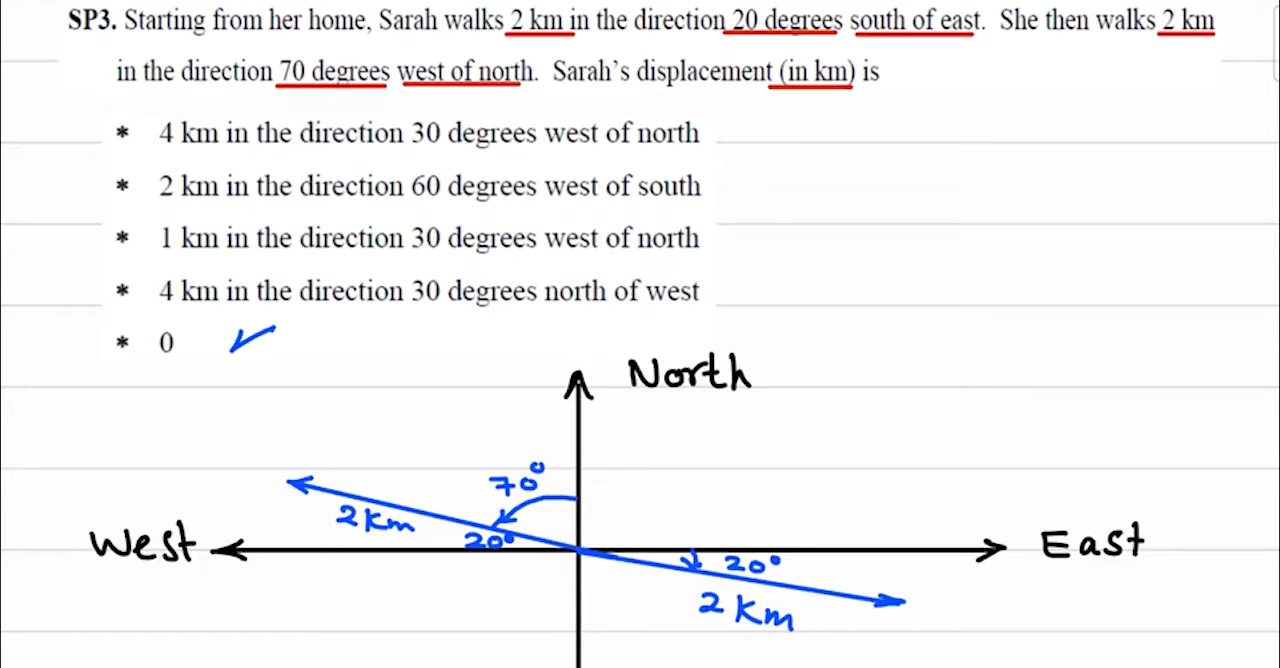 SP3. Starting from her home, Sarah walks 2 km in the direction 20 degrees south of east. She then walks 2 km
in the direction 70 degrees west of north. Sarah's displacement (in km) is
* 4 km in the direction 30 degrees west of north
* 2 km in the direction 60 degrees west of south
* 1 km in the direction 30 degrees west of north
* 4 km in the direction 30 degrees north of west
* 0
North
70°
2 Km
20°
West
East
20°
2 Km